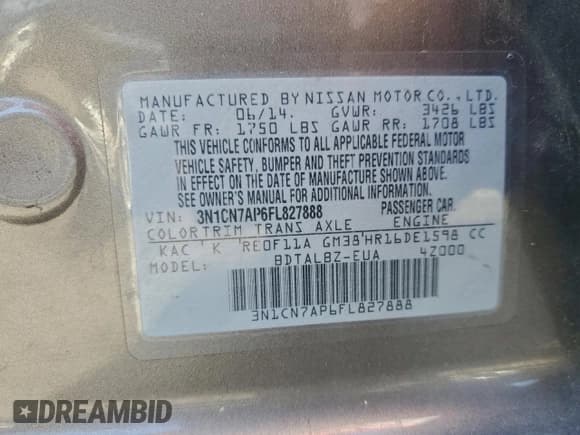 MANUFACTURED BY NISSAN MOTOR CO., LTD.
DATE: 06/14. GVWR: 3426 LBS
GAWR FR: 1750 LBS GAWR RR: 1708 LBS
THIS VEHICLE CONFORMS TO ALL APPLICABLE FEDERAL MOTOR
VEHICLE SAFETY, BUMPER AND THEFT PREVENTION STANDARDS
IN EFFECT ON THE DATE OF MANUFACTURE SHOWN ABOVE.
SEE OWNER'S MANUAL FOR ADDITIONAL INFORMATION.
VIN: 3N1CN7AP6FL827888 PASSENGER CAR.
COLOR TRIM TRANS AXLE ENGINE
KAC ' K 'RE0F11A GM38'HR16DE1598 CC
MODEL: BDTALBZ-EUA 42000
3N1CN7AP6FL827888
DREAMBID